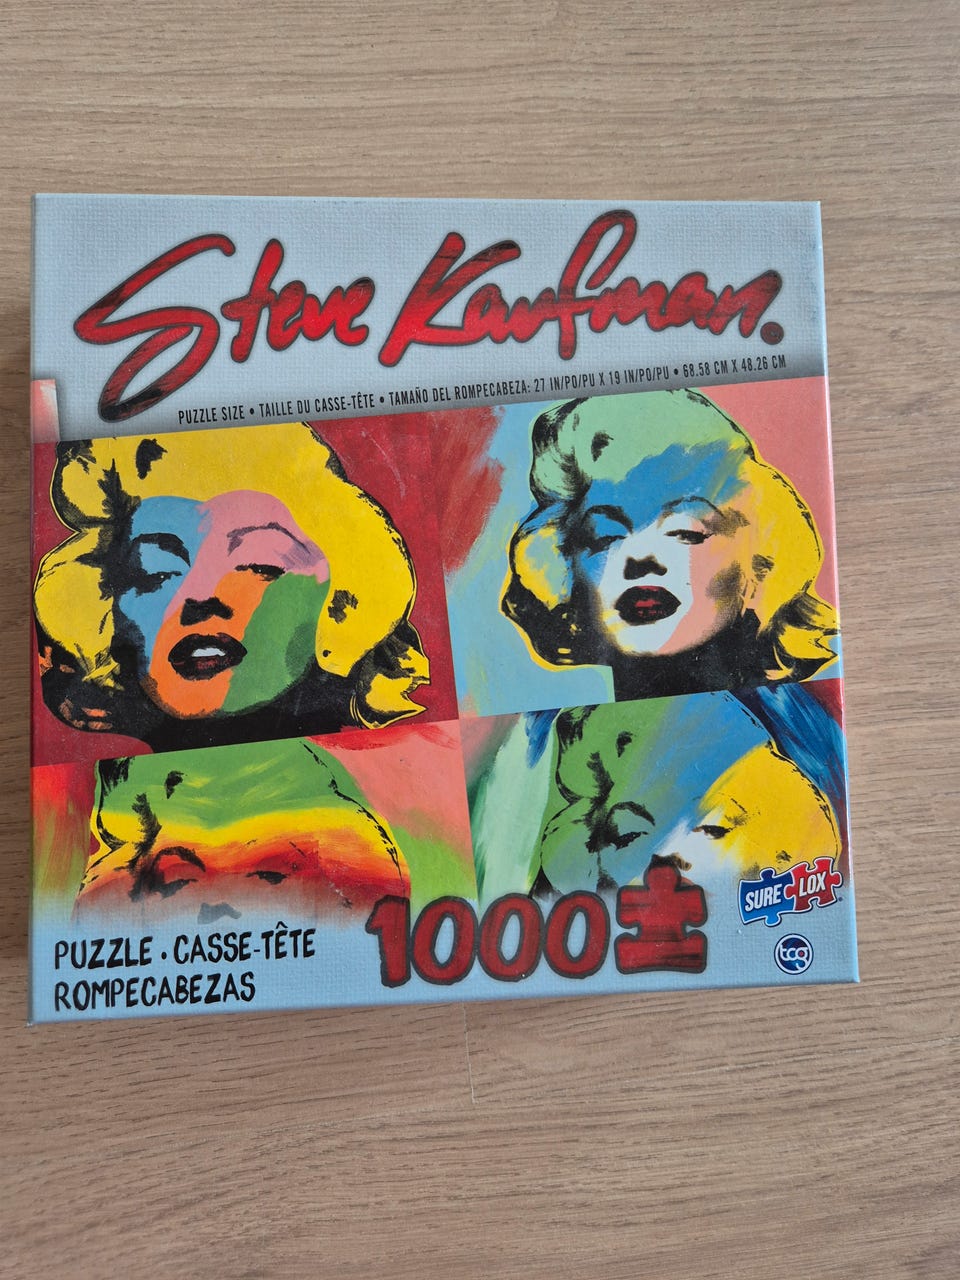 Steve Kaufman.
PUZZLE SIZE • TAILLE DU CASSE-TÊTE • TAMAÑO DEL ROMPECABEZA: 27 IN/PO/PU X 19 IN/PO/PU • 68.58 CM X 48.26 CM
PUZZLE • CASSE-TÊTE
ROMPECABEZAS
1000
SURE LOX®
tcg